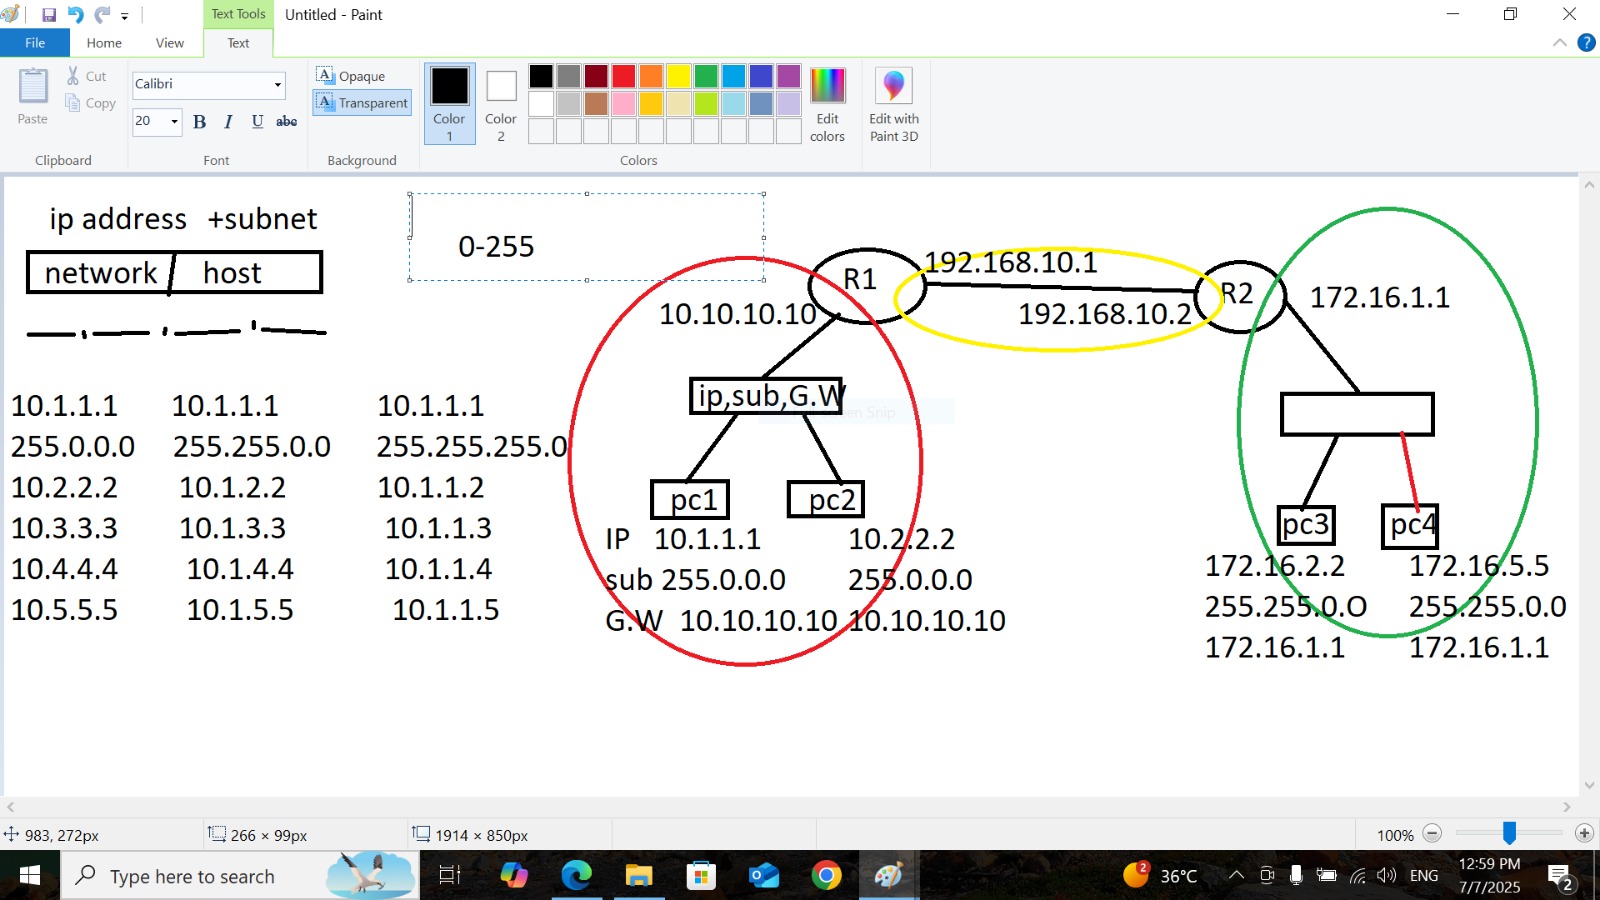 Text Tools
Untitled - Paint
File
Home
View
Text
Paste
Cut
Copy
Clipboard
Calibri
20
B I U abc
Font
Opaque
Transparent
Background
Color 1
Color 2
Edit colors
Colors
Edit with Paint 3D
ip address +subnet
network host
0-255
10.1.1.1 10.1.1.1 10.1.1.1
255.0.0.0 255.255.0.0 255.255.255.0
10.2.2.2 10.1.2.2 10.1.1.2
10.3.3.3 10.1.3.3 10.1.1.3
10.4.4.4 10.1.4.4 10.1.1.4
10.5.5.5 10.1.5.5 10.1.1.5
R1
192.168.10.1
10.10.10.10
192.168.10.2
R2
172.16.1.1
ip,sub,G.W
pc1 pc2
IP 10.1.1.1 10.2.2.2
sub 255.0.0.0 255.0.0.0
G.W 10.10.10.10 10.10.10.10
pc3 pc4
172.16.2.2 172.16.5.5
255.255.0.O 255.255.0.0
172.16.1.1 172.16.1.1
983, 272px
266 × 99px
1914 × 850px
100%
Type here to search
2
36°C
ENG
12:59 PM
7/7/2025
2